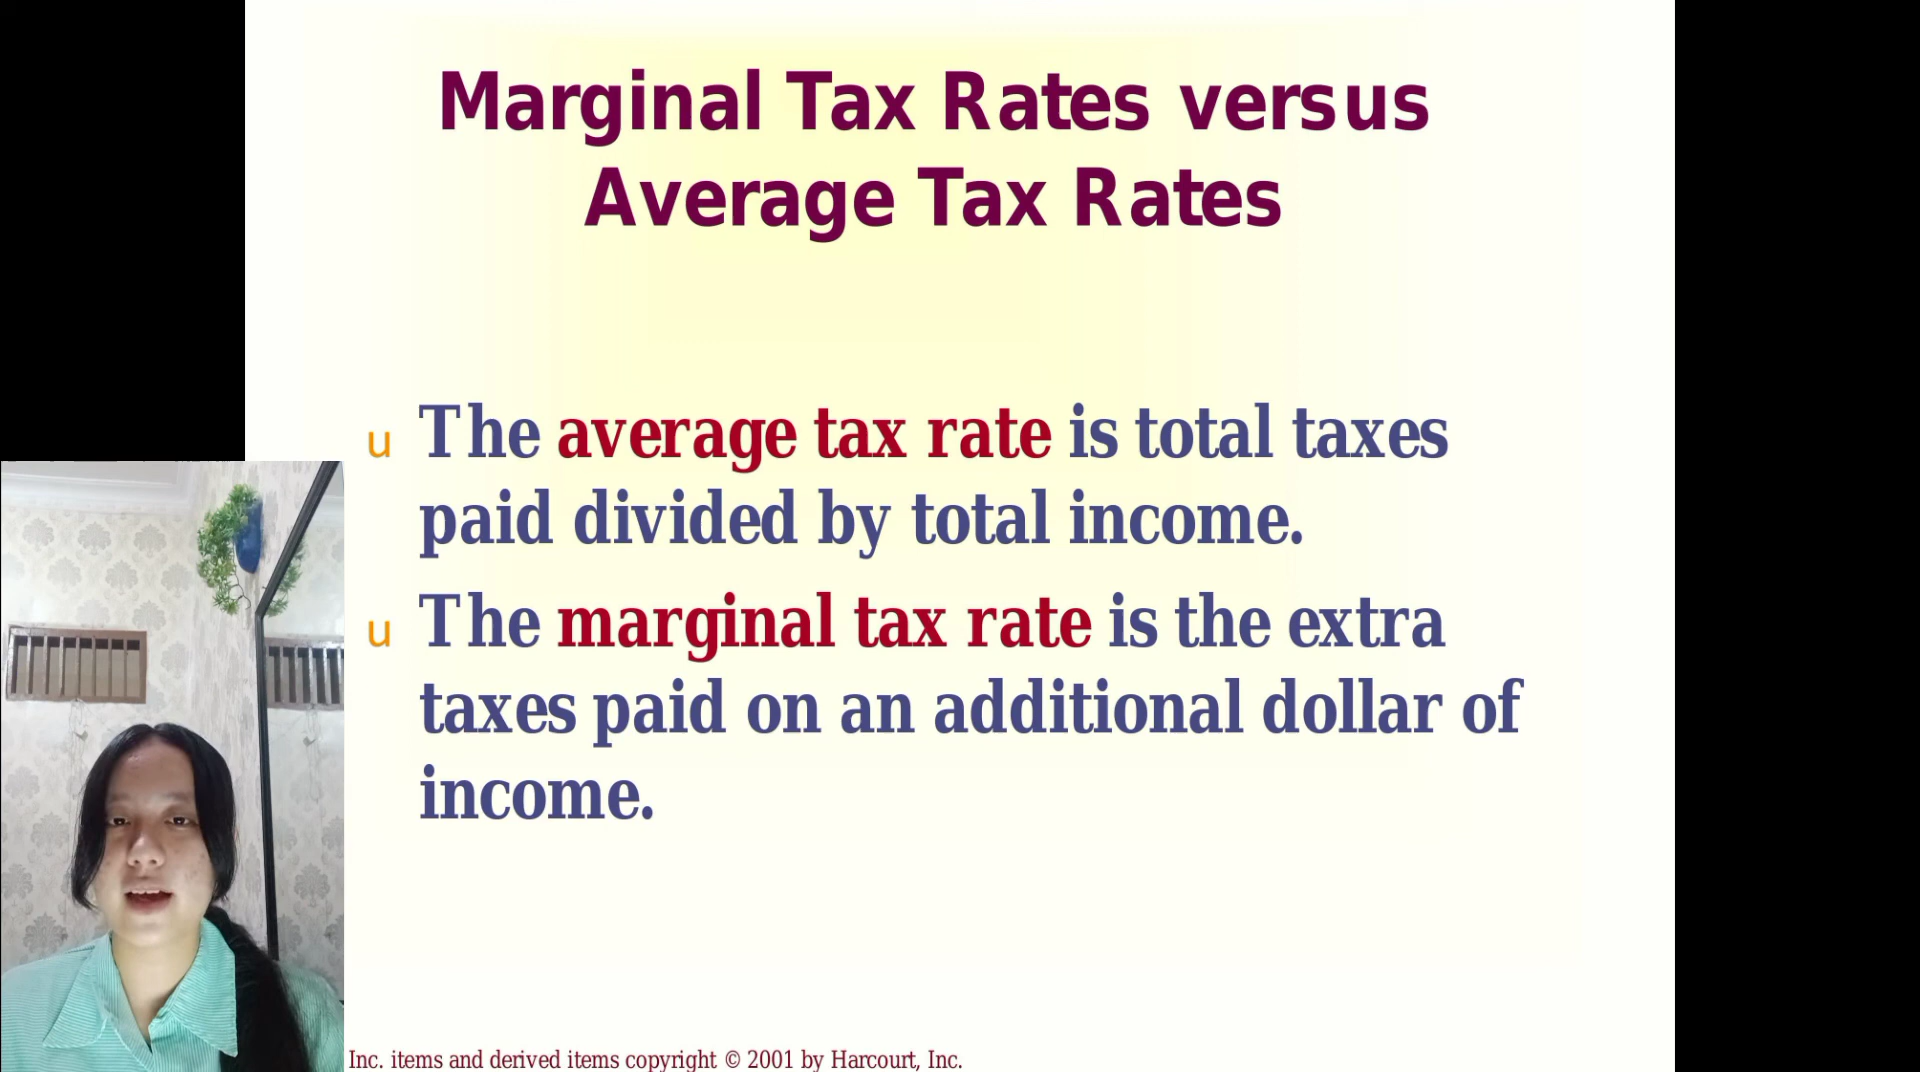 Marginal Tax Rates versus
Average Tax Rates
u The average tax rate is total taxes
paid divided by total income.
u The marginal tax rate is the extra
taxes paid on an additional dollar of
income.
Inc. items and derived items copyright © 2001 by Harcourt, Inc.